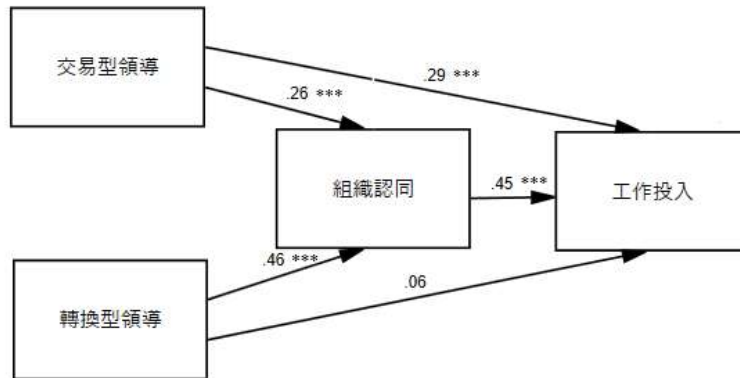 交易型領導
.29 ***
.26 ***
組織認同
.45 ***
工作投入
.46 ***
.06
轉換型領導